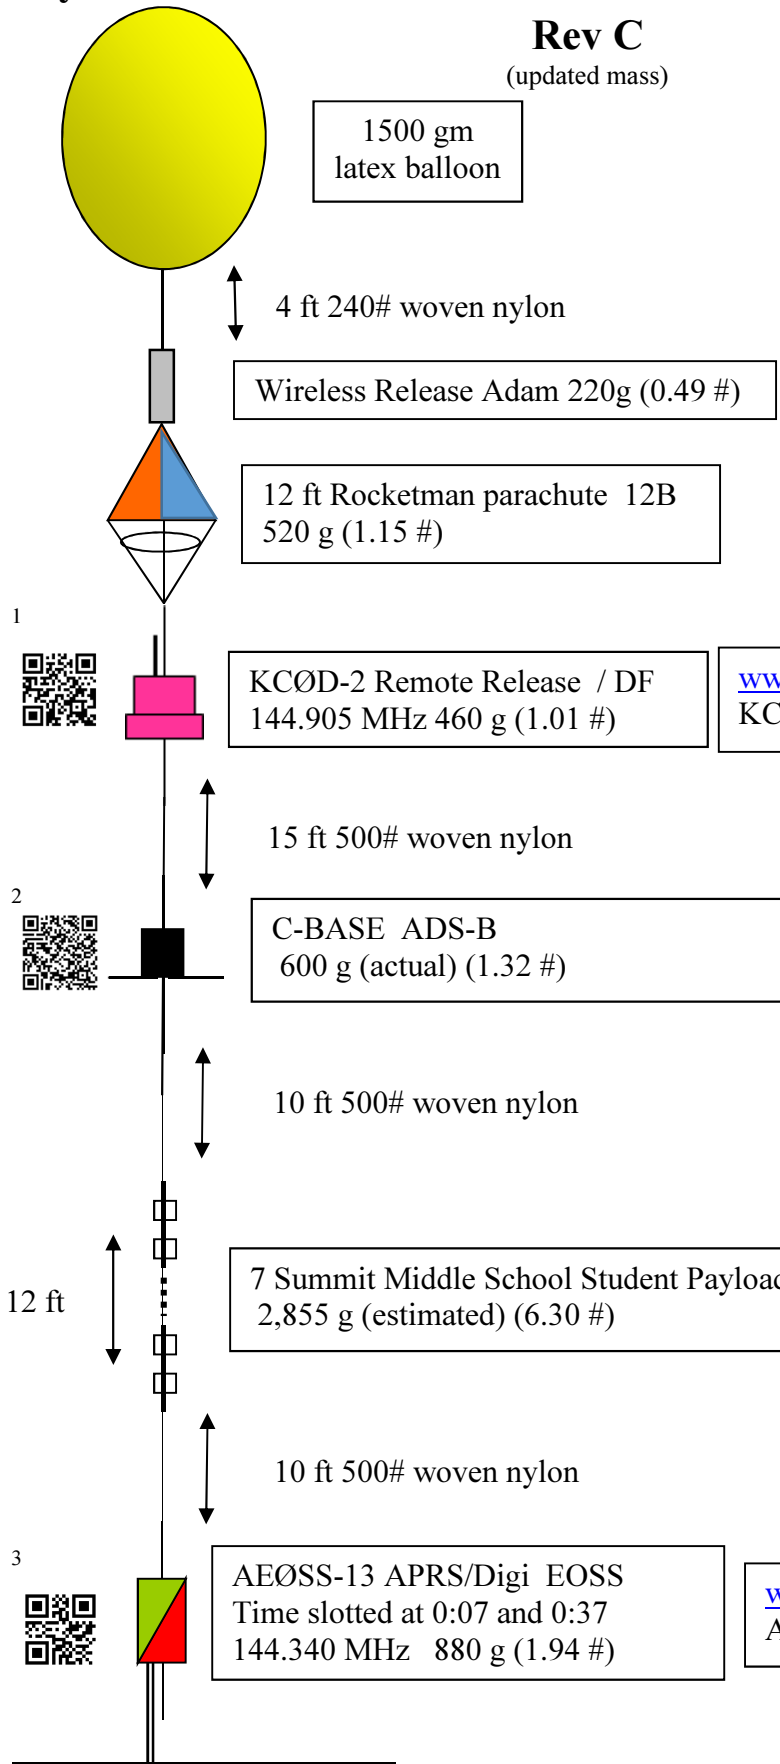 Rev C
(updated mass)
1500 gm
latex balloon
4 ft 240# woven nylon
Wireless Release Adam 220g (0.49 #)
12 ft Rocketman parachute 12B
520 g (1.15 #)
1
KCØD-2 Remote Release / DF
144.905 MHz 460 g (1.01 #)
15 ft 500# woven nylon
2
C-BASE ADS-B
600 g (actual) (1.32 #)
10 ft 500# woven nylon
12 ft
7 Summit Middle School Student Payload
2,855 g (estimated) (6.30 #)
10 ft 500# woven nylon
3
AEØSS-13 APRS/Digi EOSS
Time slotted at 0:07 and 0:37
144.340 MHz 880 g (1.94 #)